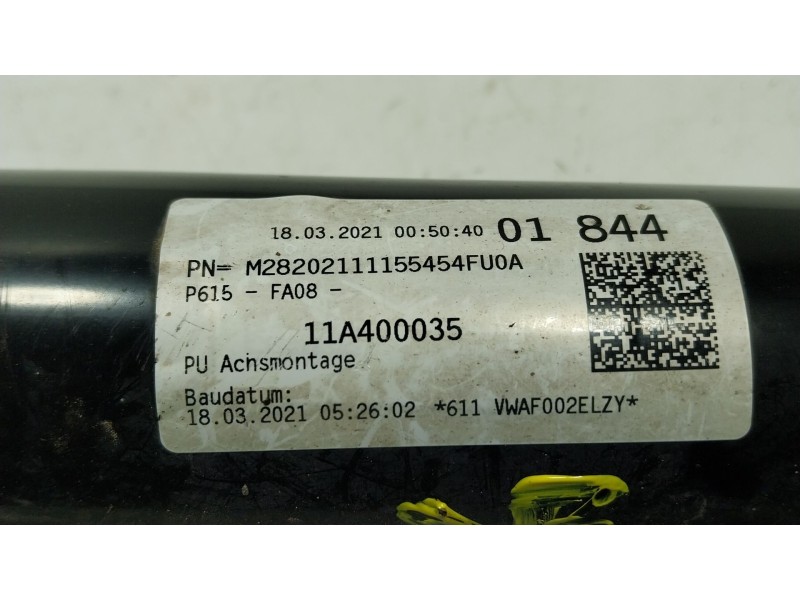 18.03.2021 00:50:40 01 844
PN= M28202111155454FU0A
P615 - FA08 -
11A400035
PU Achsmontage
Baudatum:
18.03.2021 05:26:02 *611 VWAF002ELZY*